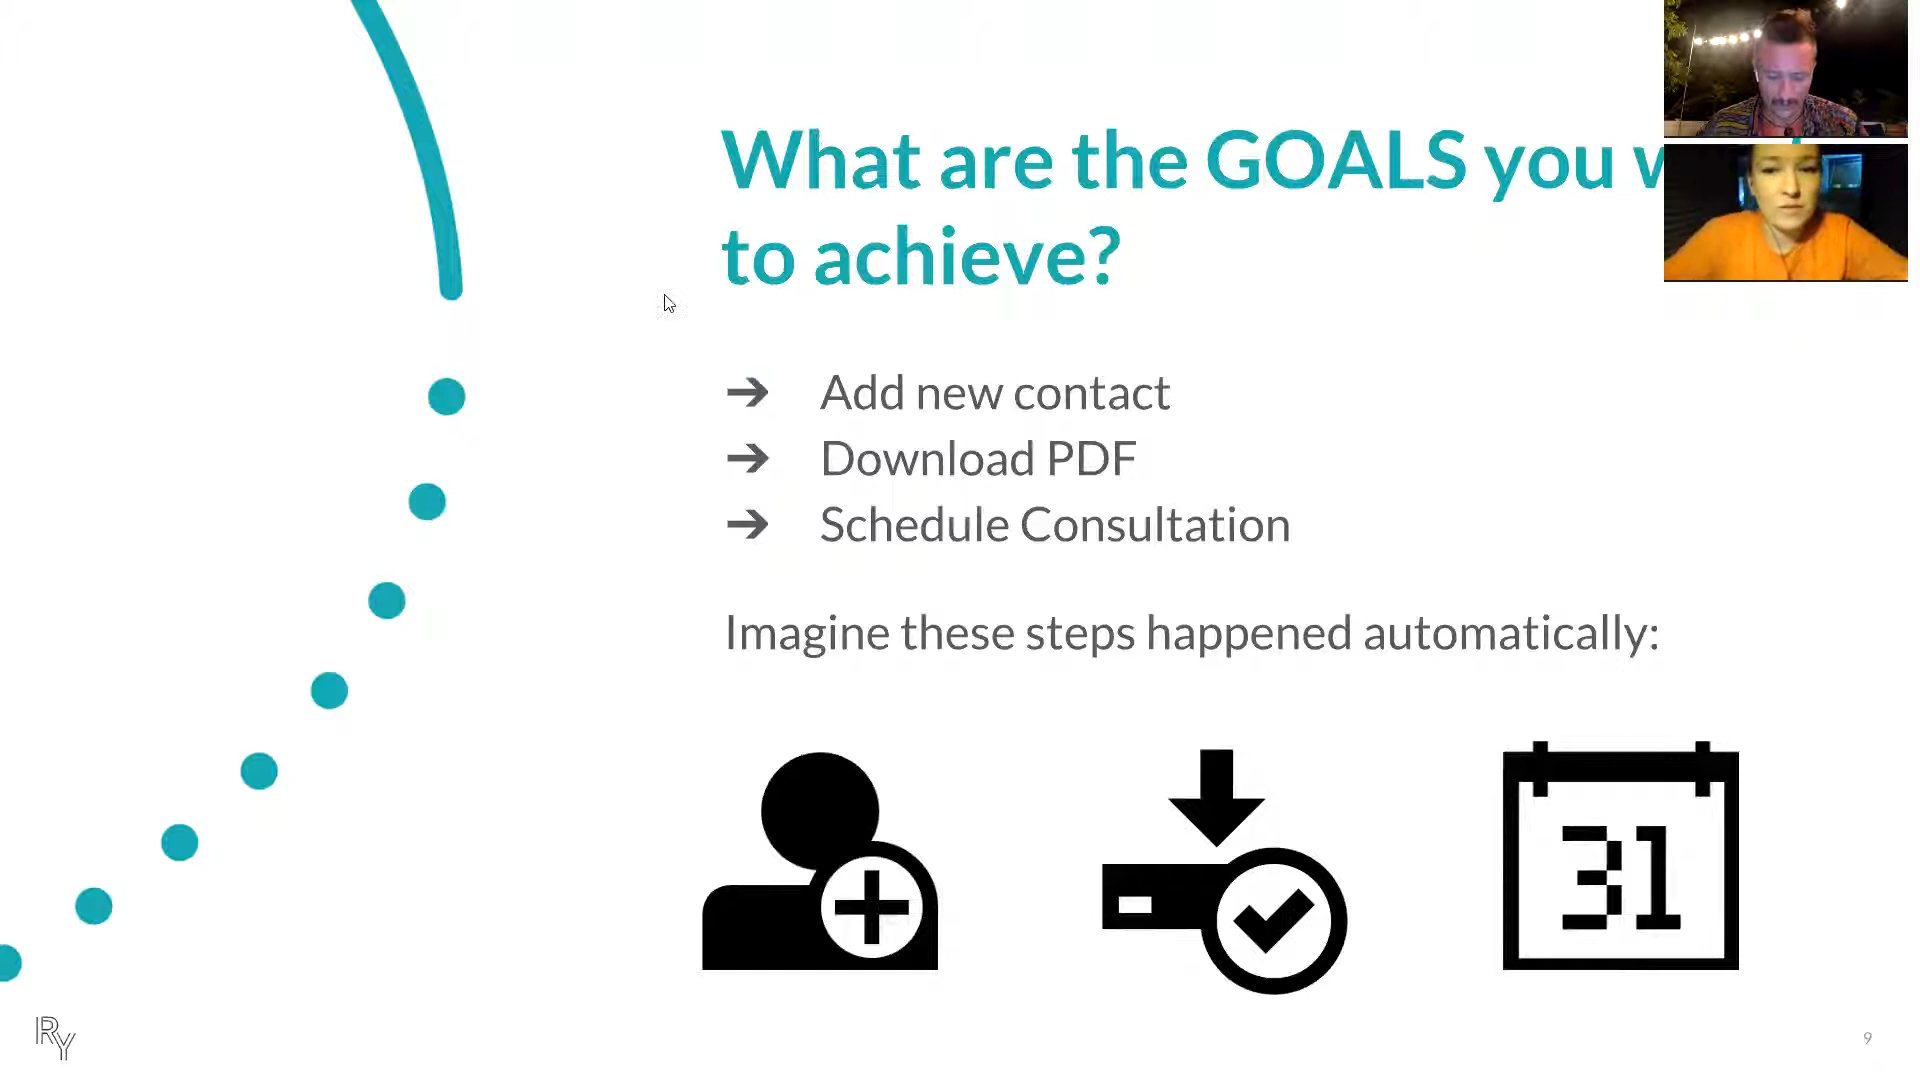 What are the GOALS you
to achieve?
➔ Add new contact
➔ Download PDF
➔ Schedule Consultation
Imagine these steps happened automatically:
31
RY
9